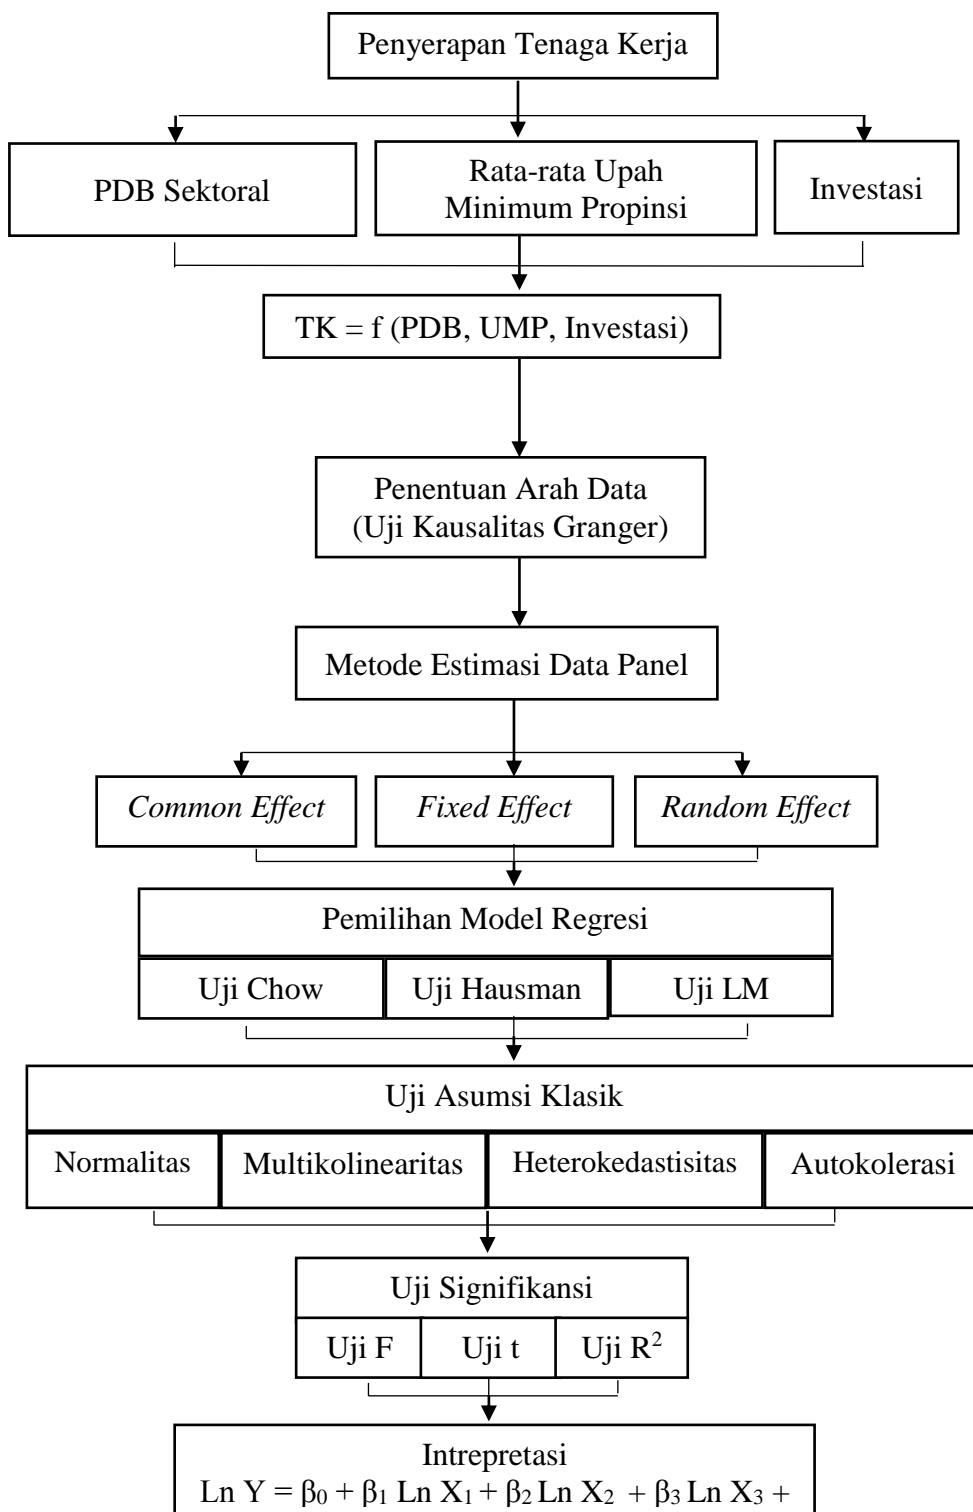 Penyerapan Tenaga Kerja
PDB Sektoral
Rata-rata Upah
Minimum Propinsi
Investasi
TK = f (PDB, UMP, Investasi)
Penentuan Arah Data
(Uji Kausalitas Granger)
Metode Estimasi Data Panel
Common Effect
Fixed Effect
Random Effect
Pemilihan Model Regresi
Uji Chow
Uji Hausman
Uji LM
Uji Asumsi Klasik
Normalitas
Multikolinearitas
Heterokedastisitas
Autokolerasi
Uji Signifikansi
Uji F
Uji t
Uji R²
Intrepretasi
Ln Y = β₀ + β₁ Ln X₁ + β₂ Ln X₂ + β₃ Ln X₃ +